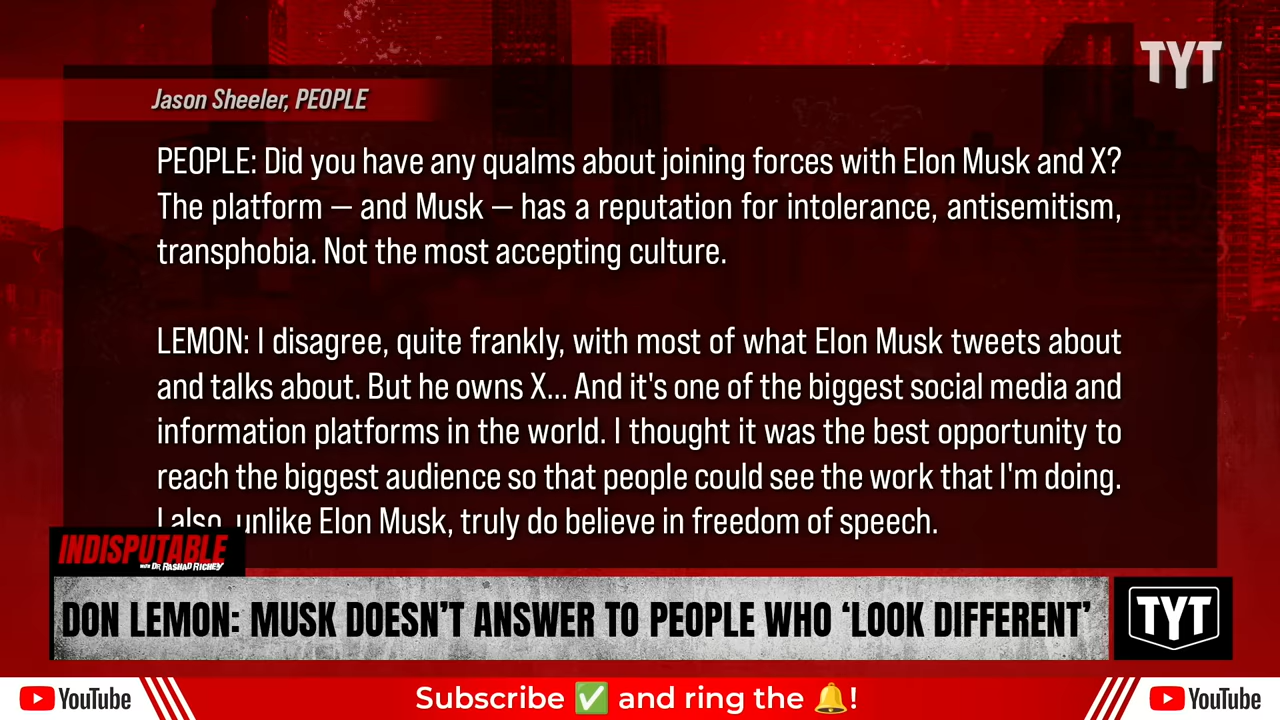 TYT
Jason Sheeler, PEOPLE
PEOPLE: Did you have any qualms about joining forces with Elon Musk and X?
The platform — and Musk — has a reputation for intolerance, antisemitism,
transphobia. Not the most accepting culture.
LEMON: I disagree, quite frankly, with most of what Elon Musk tweets about
and talks about. But he owns X... And it's one of the biggest social media and
information platforms in the world. I thought it was the best opportunity to
reach the biggest audience so that people could see the work that I'm doing.
I also, unlike Elon Musk, truly do believe in freedom of speech.
INDISPUTABLE
WITH DR. RASHAD RICHEY
DON LEMON: MUSK DOESN'T ANSWER TO PEOPLE WHO ‘LOOK DIFFERENT’
TYT
YouTube
Subscribe ✅ and ring the 🔔!
YouTube